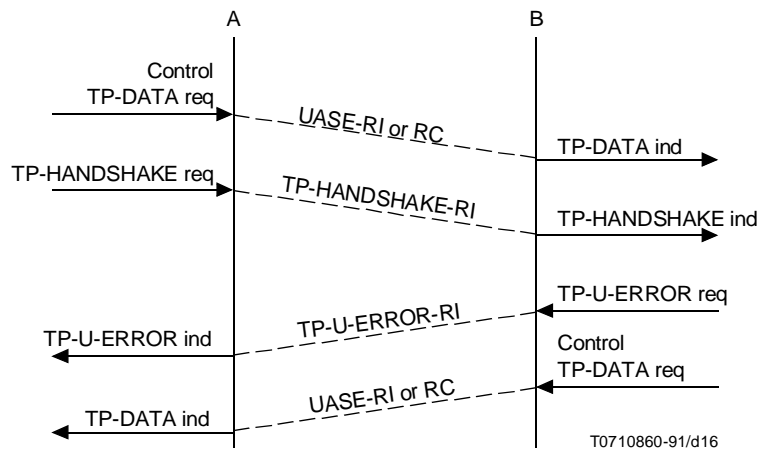 A
B
Control
TP-DATA req
UASE-RI or RC
TP-DATA ind
TP-HANDSHAKE req
TP-HANDSHAKE-RI
TP-HANDSHAKE ind
TP-U-ERROR req
TP-U-ERROR-RI
TP-U-ERROR ind
Control
TP-DATA req
UASE-RI or RC
TP-DATA ind
T0710860-91/d16